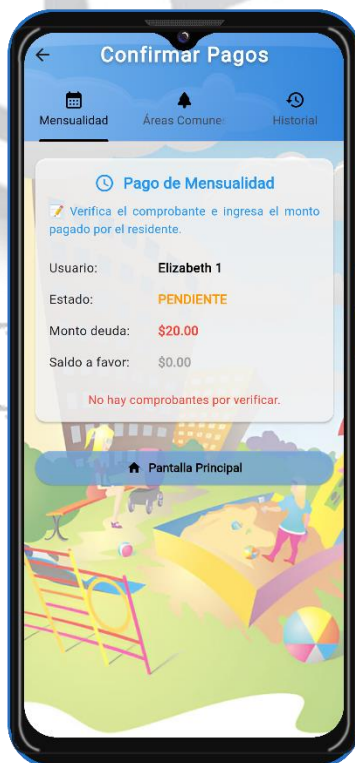 Confirmar Pagos
Mensualidad
Áreas Comune
Historial
Pago de Mensualidad
📝 Verifica el comprobante e ingresa el monto
pagado por el residente.
Usuario: Elizabeth 1
Estado: PENDIENTE
Monto deuda: $20.00
Saldo a favor: $0.00
No hay comprobantes por verificar.
Pantalla Principal